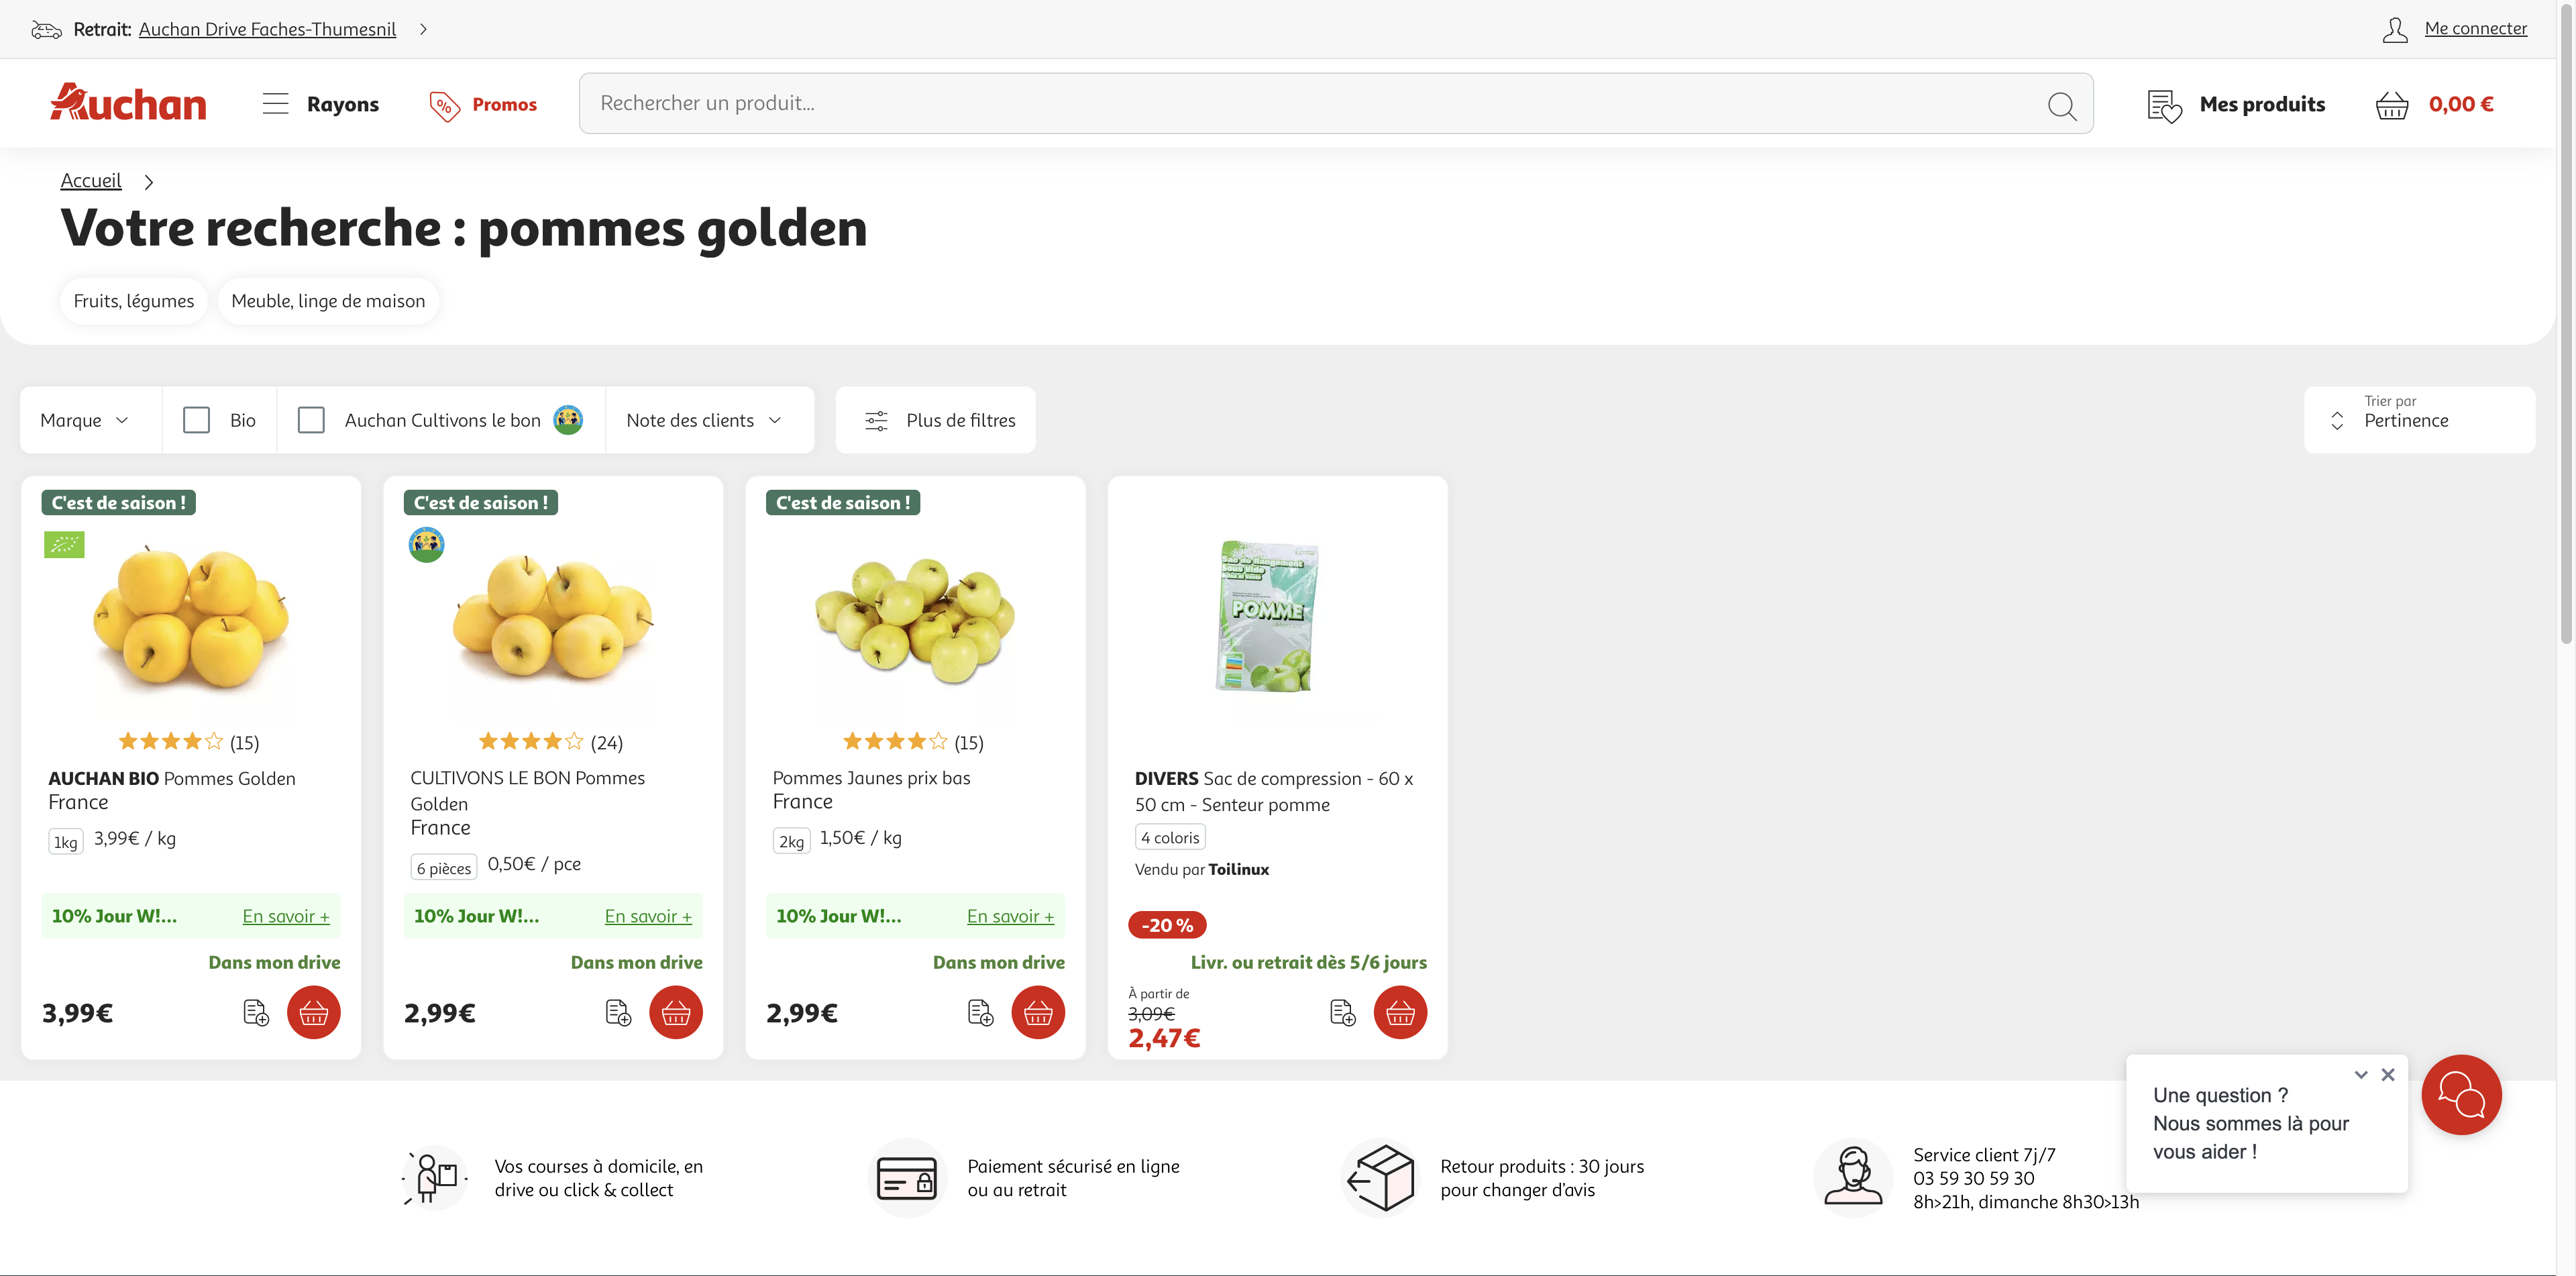 Retrait: Auchan Drive Faches-Thumesnil
Me connecter
Auchan
Rayons
Promos
Rechercher un produit...
Mes produits
0,00 €
Accueil
Votre recherche : pommes golden
Fruits, légumes
Meuble, linge de maison
Marque
Bio
Auchan Cultivons le bon
Note des clients
Plus de filtres
Trier par
Pertinence
C'est de saison !
(15)
AUCHAN BIO Pommes Golden
France
1kg 3,99€ / kg
10% Jour W!... En savoir +
Dans mon drive
3,99€
C'est de saison !
(24)
CULTIVONS LE BON Pommes
Golden
France
6 pièces 0,50€ / pce
10% Jour W!... En savoir +
Dans mon drive
2,99€
C'est de saison !
(15)
Pommes Jaunes prix bas
France
2kg 1,50€ / kg
10% Jour W!... En savoir +
Dans mon drive
2,99€
Sac de Rangement
Sous Vide
POMME
DIVERS Sac de compression - 60 x
50 cm - Senteur pomme
4 coloris
Vendu par Toilinux
-20 %
Livr. ou retrait dès 5/6 jours
À partir de
3,09€
2,47€
Une question ?
Nous sommes là pour
vous aider !
Vos courses à domicile, en
drive ou click & collect
Paiement sécurisé en ligne
ou au retrait
Retour produits : 30 jours
pour changer d'avis
Service client 7j/7
03 59 30 59 30
8h>21h, dimanche 8h30>13h